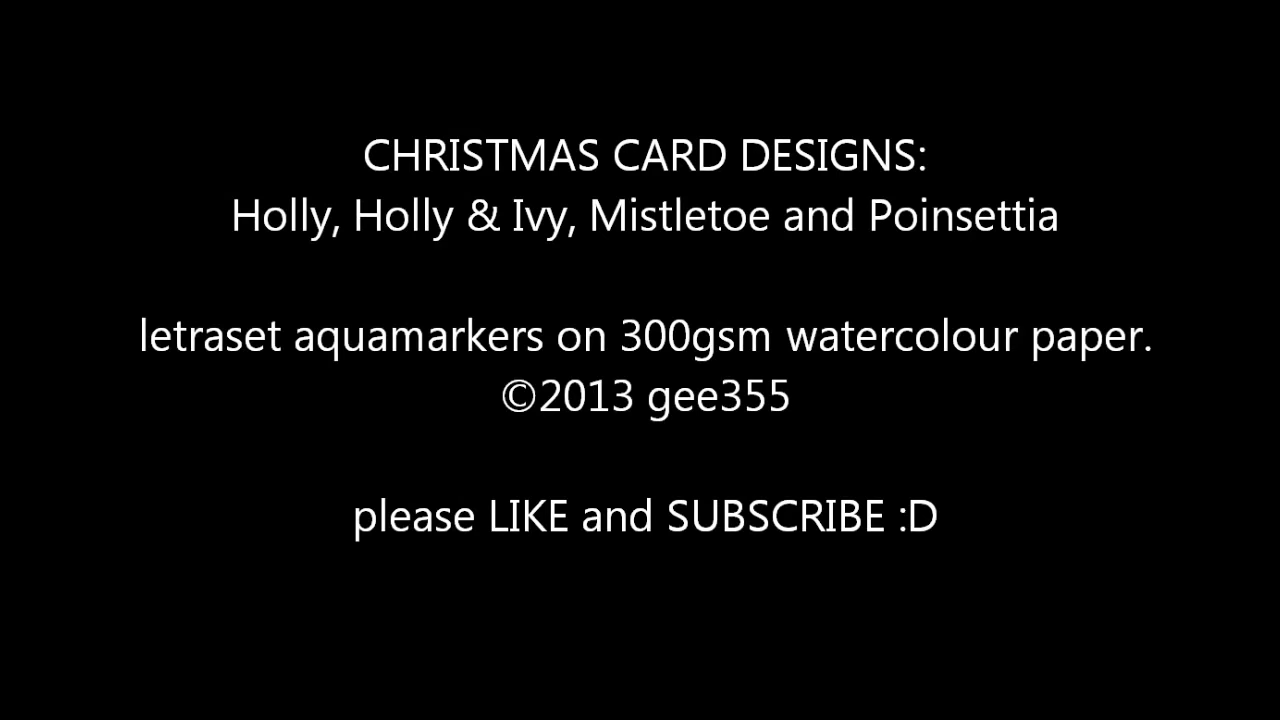 CHRISTMAS CARD DESIGNS:
Holly, Holly & Ivy, Mistletoe and Poinsettia
letraset aquamarkers on 300gsm watercolour paper.
©2013 gee355
please LIKE and SUBSCRIBE :D